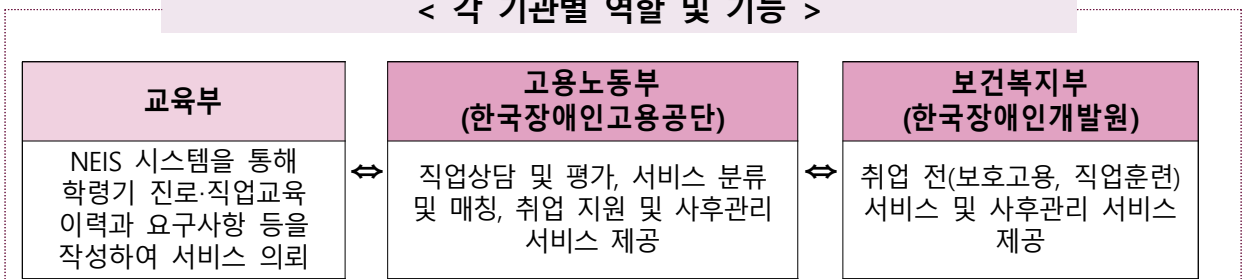 < 각 기관별 역할 및 기능 >
교육부
NEIS 시스템을 통해
학령기 진로·직업교육
이력과 요구사항 등을
작성하여 서비스 의뢰
⇔
고용노동부
(한국장애인고용공단)
직업상담 및 평가, 서비스 분류
및 매칭, 취업 지원 및 사후관리
서비스 제공
⇔
보건복지부
(한국장애인개발원)
취업 전(보호고용, 직업훈련)
서비스 및 사후관리 서비스
제공